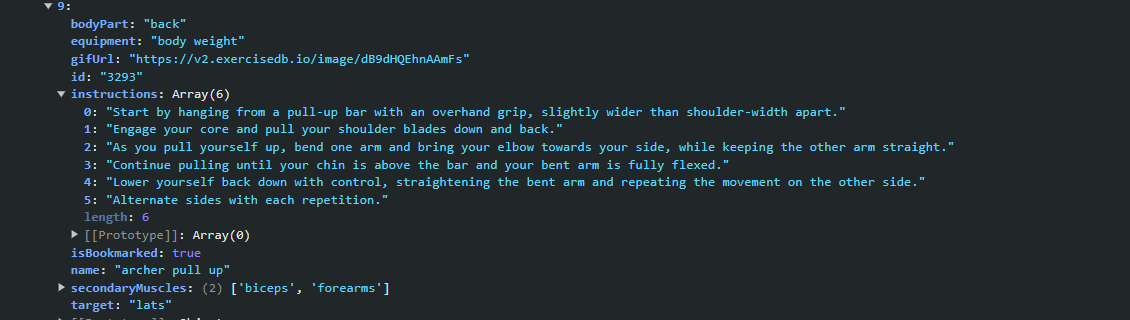 ▼ 9:
bodyPart: "back"
equipment: "body weight"
gifUrl: "https://v2.exercisedb.io/image/dB9dHQEhnAAmFs"
id: "3293"
▼ instructions: Array(6)
0: "Start by hanging from a pull-up bar with an overhand grip, slightly wider than shoulder-width apart."
1: "Engage your core and pull your shoulder blades down and back."
2: "As you pull yourself up, bend one arm and bring your elbow towards your side, while keeping the other arm straight."
3: "Continue pulling until your chin is above the bar and your bent arm is fully flexed."
4: "Lower yourself back down with control, straightening the bent arm and repeating the movement on the other side."
5: "Alternate sides with each repetition."
length: 6
▶ [[Prototype]]: Array(0)
isBookmarked: true
name: "archer pull up"
▶ secondaryMuscles: (2) ['biceps', 'forearms']
target: "lats"